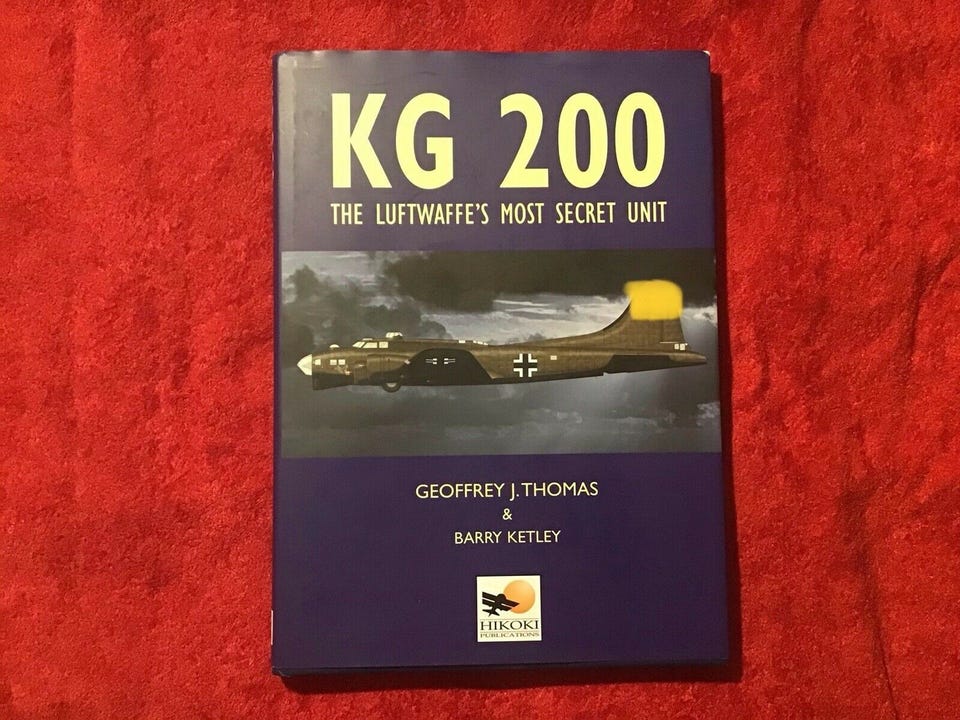 KG 200
THE LUFTWAFFE'S MOST SECRET UNIT
GEOFFREY J. THOMAS
&
BARRY KETLEY
HIKOKI
PUBLICATIONS